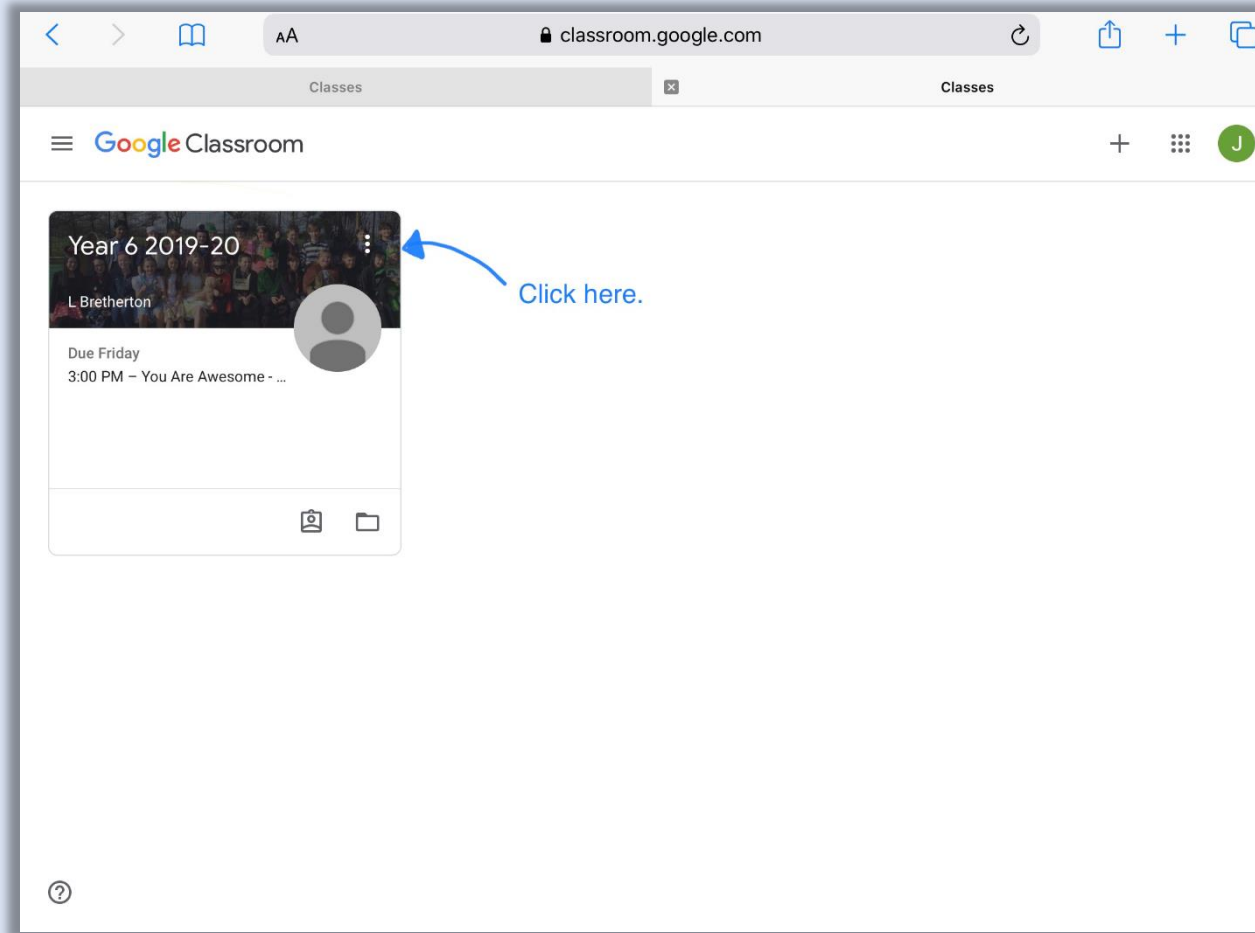 AA
classroom.google.com
Classes
Classes
Google Classroom
J
Year 6 2019-20
L Bretherton
Click here.
Due Friday
3:00 PM – You Are Awesome - ...